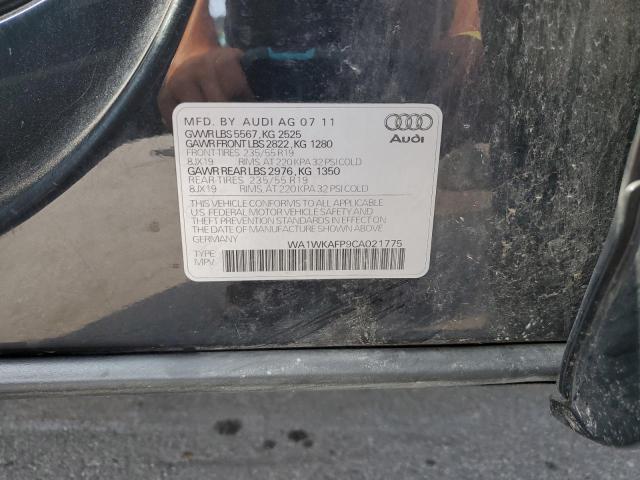 MFD. BY AUDI AG 07 11
GVWR LBS 5567, KG 2525
GAWR FRONT LBS 2822, KG 1280
FRONT-TIRES 235/55 R19
8JX19 RIMS, AT 220 KPA 32 PSI COLD
GAWR REAR LBS 2976, KG 1350
REAR-TIRES 235/55 R19
8JX19 RIMS, AT 220 KPA 32 PSI COLD
Audi
THIS VEHICLE CONFORMS TO ALL APPLICABLE
U.S. FEDERAL MOTOR VEHICLE SAFETY AND
THEFT PREVENTION STANDARDS IN EFFECT ON
THE DATE OF MANUFACTURE SHOWN ABOVE.
GERMANY
WA1WKAFP9CA021775
TYPE:
MPV